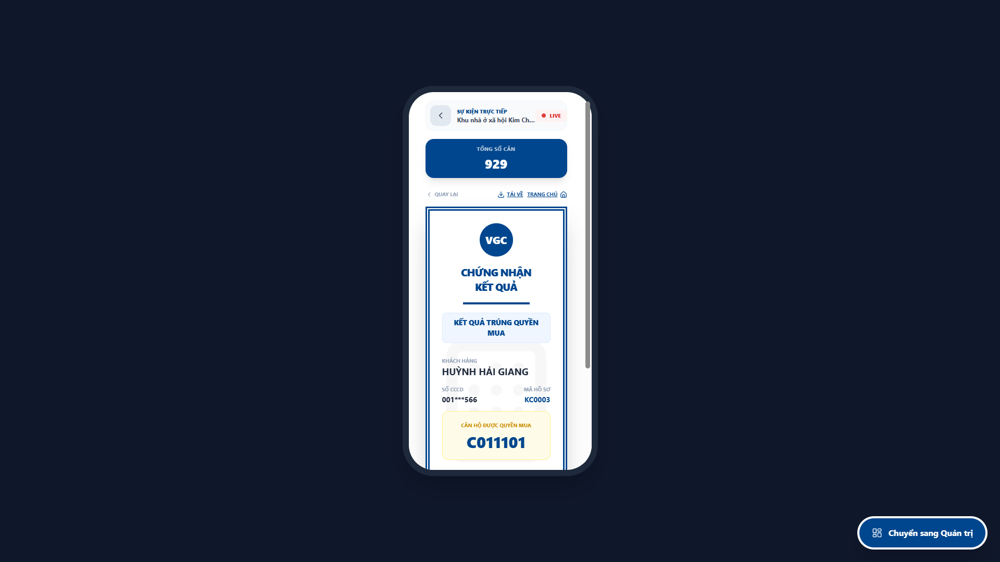 SỰ KIỆN TRỰC TIẾP
Khu nhà ở xã hội Kim Ch...
LIVE
TỔNG SỐ CĂN
929
QUAY LẠI
TẢI VỀ
TRANG CHỦ
VGC
CHỨNG NHẬN
KẾT QUẢ
KẾT QUẢ TRÚNG QUYỀN
MUA
KHÁCH HÀNG
HUỲNH HẢI GIANG
SỐ CCCD
MÃ HỒ SƠ
001***566
KC0003
CĂN HỘ ĐƯỢC QUYỀN MUA
C011101
Chuyển sang Quản trị